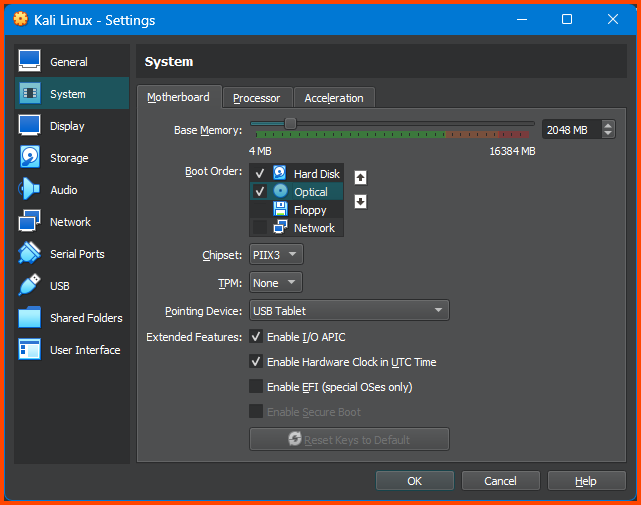 Kali Linux - Settings
General
System
Display
Storage
Audio
Network
Serial Ports
USB
Shared Folders
User Interface
System
Motherboard
Processor
Acceleration
Base Memory:
2048 MB
4 MB
16384 MB
Boot Order:
Hard Disk
Optical
Floppy
Network
Chipset:
PIIX3
TPM:
None
Pointing Device:
USB Tablet
Extended Features:
Enable I/O APIC
Enable Hardware Clock in UTC Time
Enable EFI (special OSes only)
Enable Secure Boot
Reset Keys to Default
OK
Cancel
Help